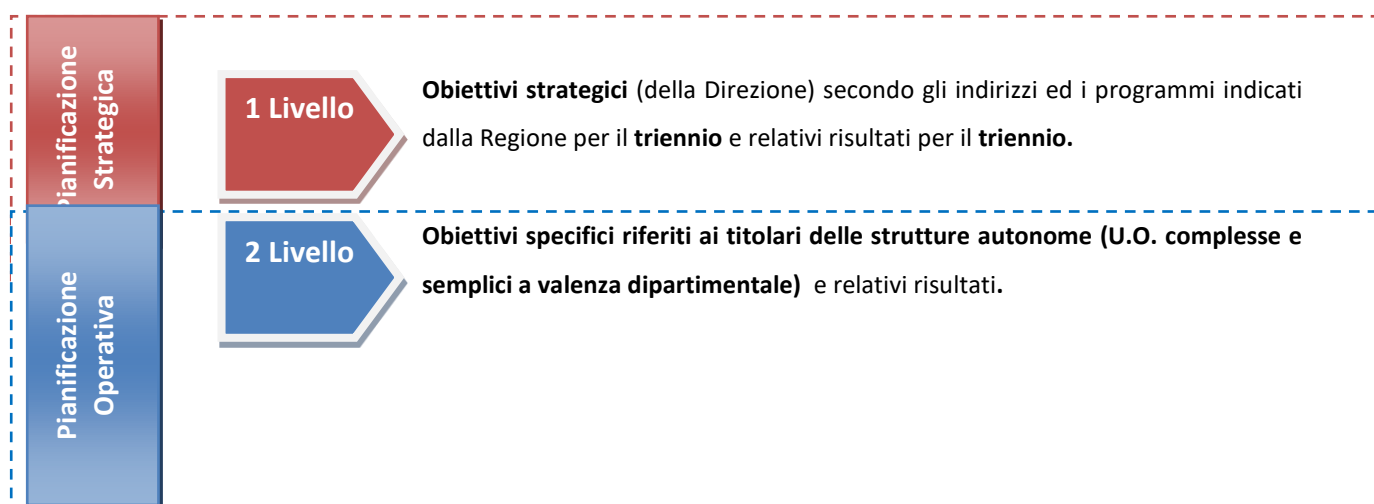 Pianificazione
Strategica
1 Livello
Obiettivi strategici (della Direzione) secondo gli indirizzi ed i programmi indicati
dalla Regione per il triennio e relativi risultati per il triennio.
Pianificazione
Operativa
2 Livello
Obiettivi specifici riferiti ai titolari delle strutture autonome (U.O. complesse e
semplici a valenza dipartimentale) e relativi risultati.